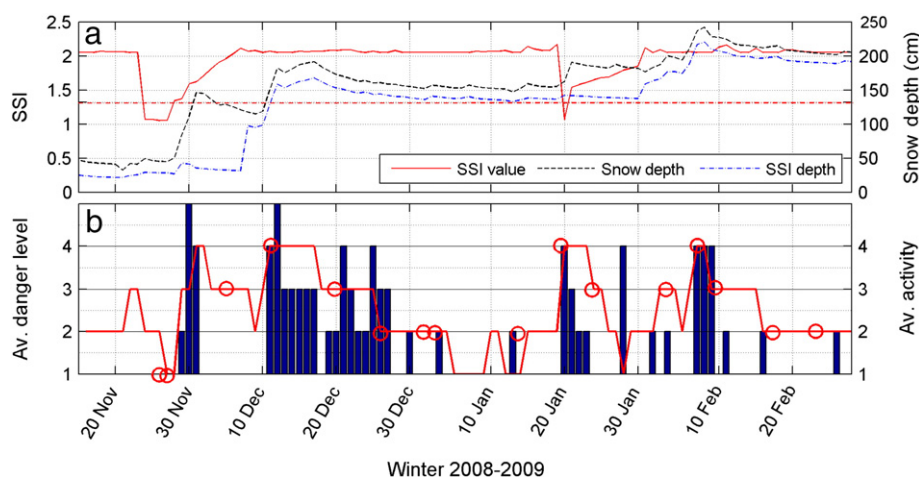 a
2.5
2
1.5
1
0.5
0
SSI
250
200
150
100
50
0
Snow depth (cm)
SSI value Snow depth SSI depth
b
4
3
2
1
Av. danger level
4
3
2
1
Av. activity
20 Nov 30 Nov 10 Dec 20 Dec 30 Dec 10 Jan 20 Jan 30 Jan 10 Feb 20 Feb
Winter 2008-2009